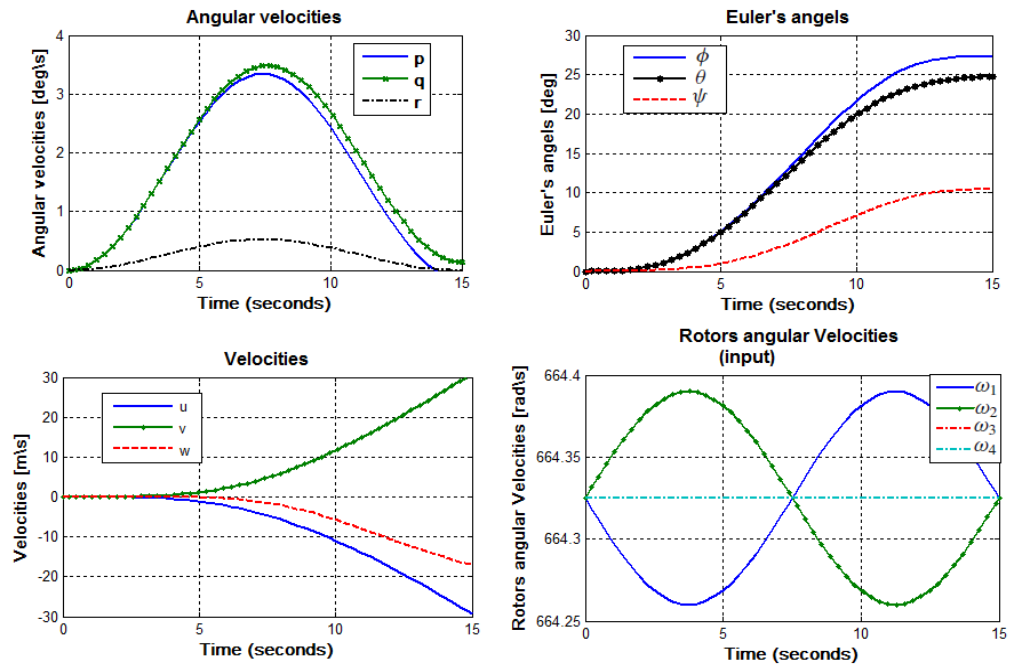 Angular velocities
Angular velocities [deg\s]
4
3
2
1
0
p
q
r
0 5 10 15
Time (seconds)
Euler's angels
Euler's angels [deg]
30
25
20
15
10
5
0
ϕ
θ
ψ
0 5 10 15
Time (seconds)
Velocities
Velocities [m\s]
30
20
10
0
-10
-20
-30
u
v
w
0 5 10 15
Time (seconds)
Rotors angular Velocities
(input)
Rotors angular Velocities [rad\s]
664.4
664.35
664.3
664.25
ω1
ω2
ω3
ω4
0 5 10 15
Time (seconds)